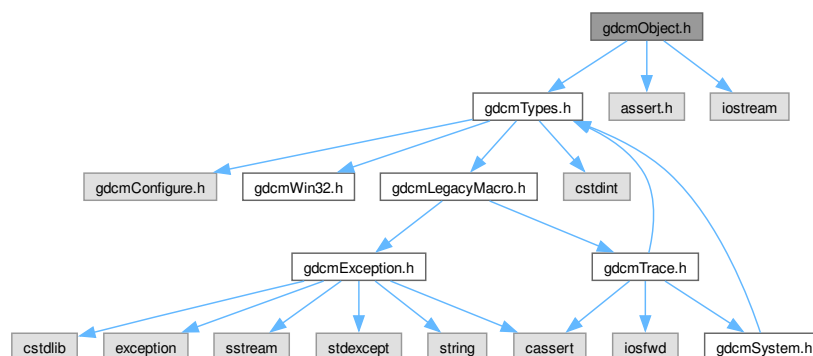 gdcmObject.h
gdcmTypes.h
assert.h
iostream
gdcmConfigure.h
gdcmWin32.h
gdcmLegacyMacro.h
cstdint
gdcmException.h
gdcmTrace.h
cstdlib
exception
sstream
stdexcept
string
cassert
iosfwd
gdcmSystem.h